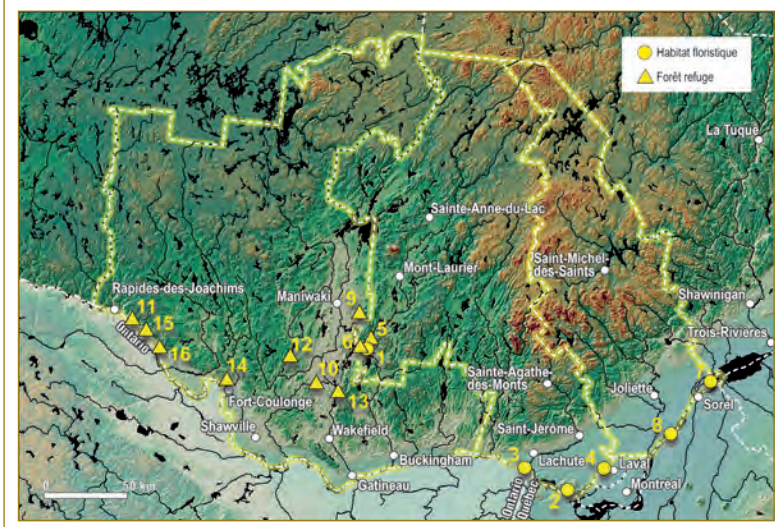 Habitat floristique
Forêt refuge
La Tuque
Sainte-Anne-du-Lac
Mont-Laurier
Saint-Michel-
des-Saints
Maniwaki
9
Rapides-des-Joachims
11
15
16
Ontario
Shawinigan
Trois-Rivières
12
6
5
1
14
10
13
Fort-Coulonge
Sainte-Agathe-
des-Monts
Joliette
7
Sorel
8
Shawville
Wakefield
Saint-Jérôme
Buckingham
3
Lachute
4
Laval
Gatineau
Ontario
Québec
2
Montréal
0
50 km